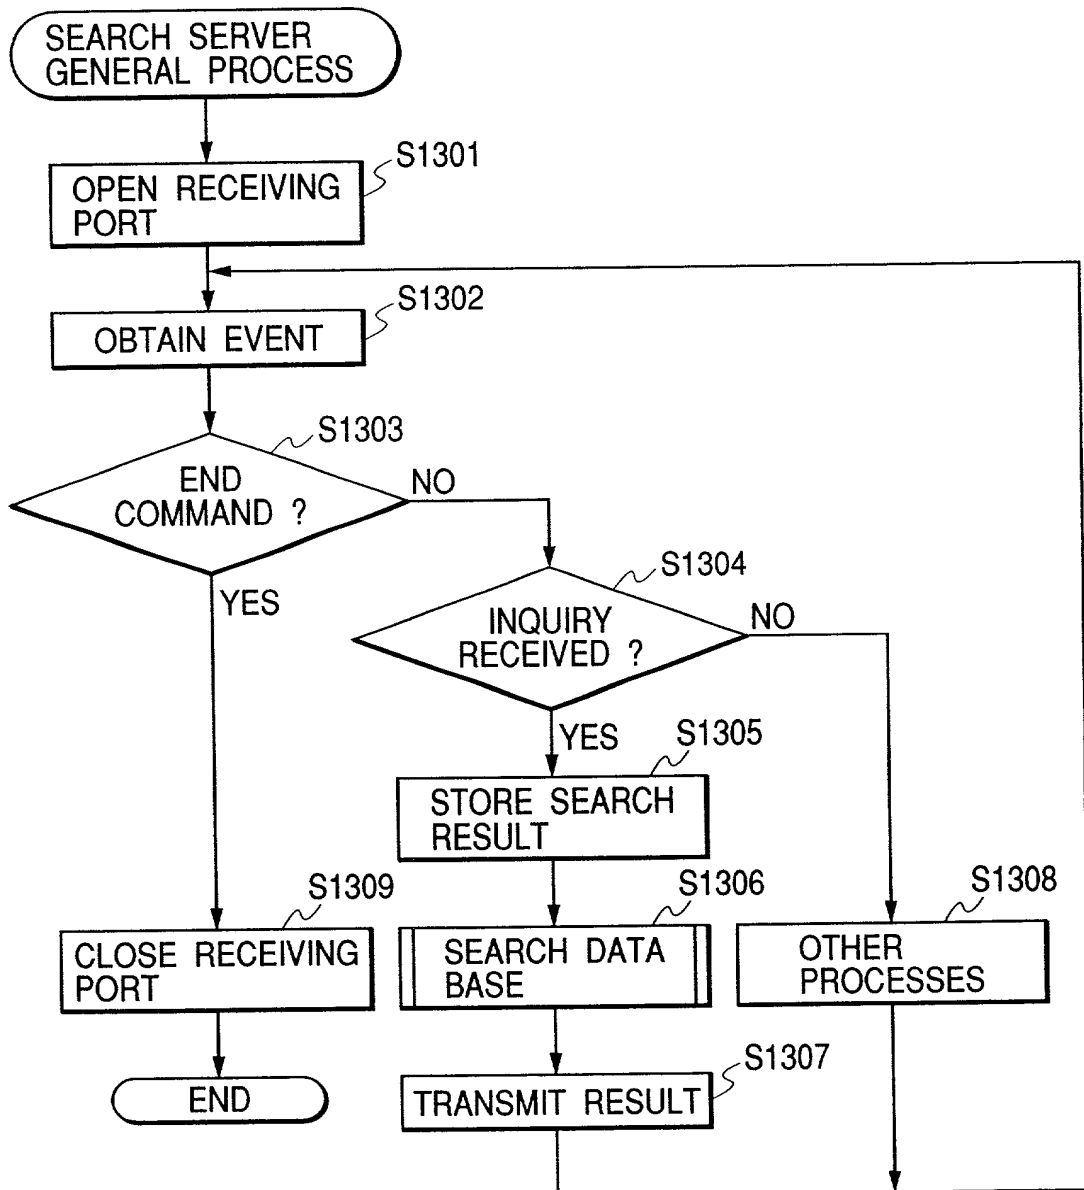 SEARCH SERVER
GENERAL PROCESS
S1301
OPEN RECEIVING
PORT
S1302
OBTAIN EVENT
S1303
END
COMMAND ?
NO
YES
S1304
INQUIRY
RECEIVED ?
NO
YES
S1305
STORE SEARCH
RESULT
S1309
CLOSE RECEIVING
PORT
S1306
SEARCH DATA
BASE
S1308
OTHER
PROCESSES
END
S1307
TRANSMIT RESULT